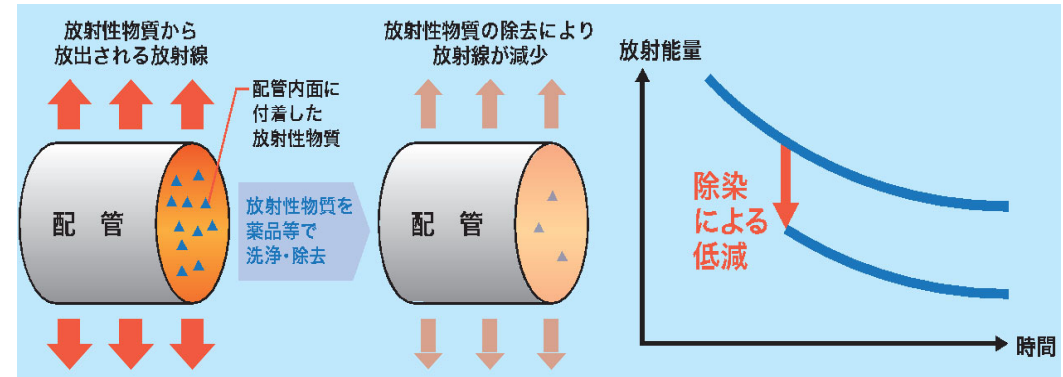 放射性物質から
放出される放射線
配管内面に
付着した
放射性物質
配管
放射性物質を
薬品等で
洗浄・除去
放射性物質の除去により
放射線が減少
配管
放射能量
除染
による
低減
時間